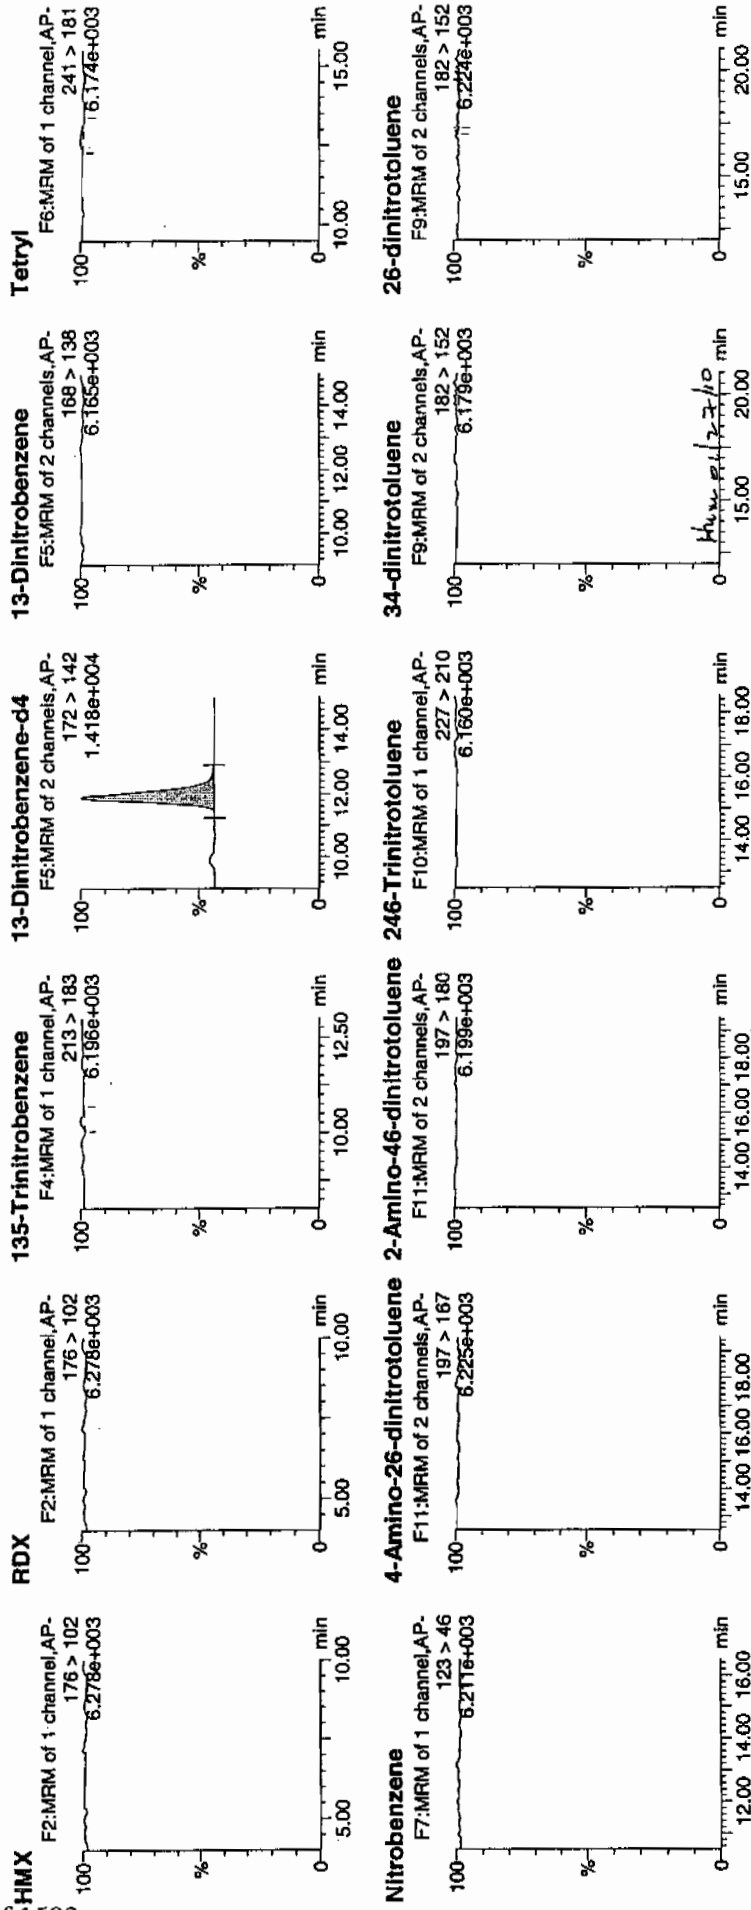 HMX
F2:MRM of 1 channel,AP-
176 > 102
6.278e+003
100
%
0
5.00 10.00 min
RDX
F2:MRM of 1 channel,AP-
176 > 102
6.278e+003
100
%
0
5.00 10.00 min
135-Trinitrobenzene
F4:MRM of 1 channel,AP-
213 > 183
6.196e+003
100
%
0
10.00 12.50 min
13-Dinitrobenzene-d4
F5:MRM of 2 channels,AP-
172 > 142
1.418e+004
100
%
0
10.00 12.00 14.00 min
13-Dinitrobenzene
F5:MRM of 2 channels,AP-
168 > 138
6.165e+003
100
%
0
10.00 12.00 14.00 min
Tetryl
F6:MRM of 1 channel,AP-
241 > 181
6.174e+003
100
%
0
10.00 15.00 min
Nitrobenzene
F7:MRM of 1 channel,AP-
123 > 46
6.211e+003
100
%
0
12.00 14.00 16.00 min
4-Amino-26-dinitrotoluene
F11:MRM of 2 channels,AP-
197 > 167
6.225e+003
100
%
0
14.00 16.00 18.00 min
2-Amino-46-dinitrotoluene
F11:MRM of 2 channels,AP-
197 > 180
6.199e+003
100
%
0
14.00 16.00 18.00 min
246-Trinitrotoluene
F10:MRM of 1 channel,AP-
227 > 210
6.160e+003
100
%
0
14.00 16.00 18.00 min
34-dinitrotoluene
F9:MRM of 2 channels,AP-
182 > 152
6.179e+003
100
%
0
15.00 20.00 min
26-dinitrotoluene
F9:MRM of 2 channels,AP-
182 > 152
6.224e+003
100
%
0
15.00 20.00 min